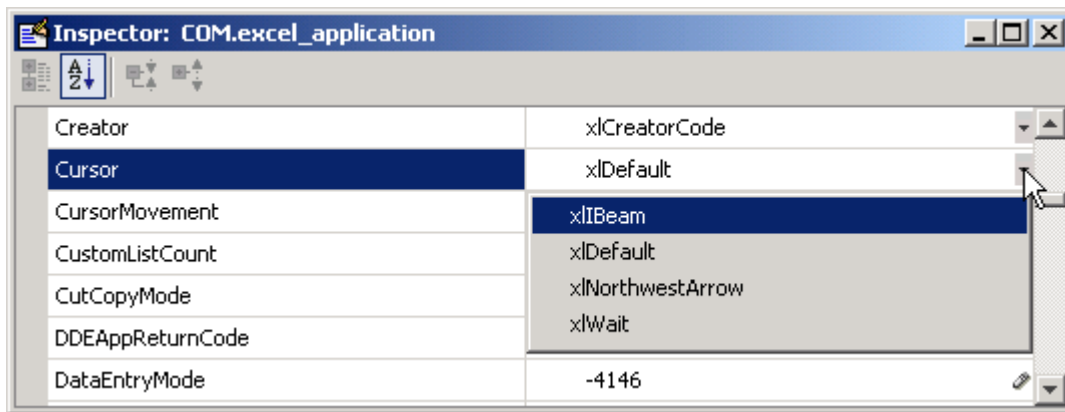 Inspector: COM.excel_application
A
Z
Creator xlCreatorCode
Cursor xlDefault
CursorMovement xlIBeam
CustomListCount xlDefault
CutCopyMode xlNorthwestArrow
DDEAppReturnCode xlWait
DataEntryMode -4146